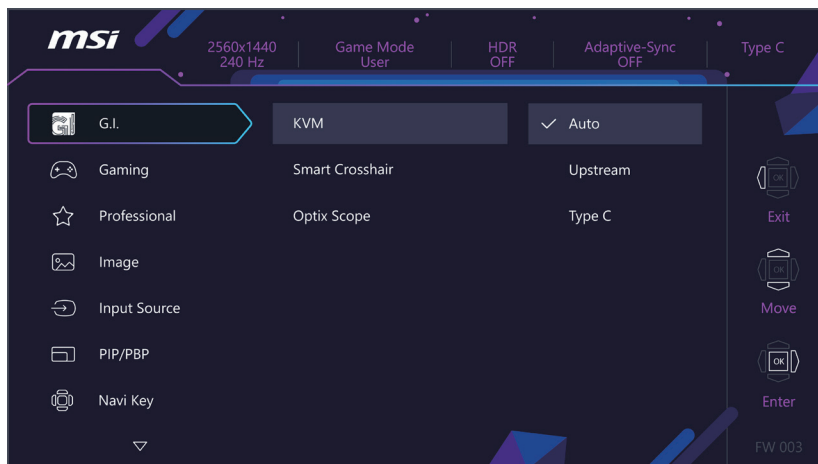 msi
2560x1440
240 Hz
Game Mode
User
HDR
OFF
Adaptive-Sync
OFF
Type C
G.I.
KVM
Auto
Gaming
Smart Crosshair
Upstream
Professional
Optix Scope
Type C
Image
Input Source
PIP/PBP
Navi Key
OK
Exit
OK
Move
OK
Enter
FW 003